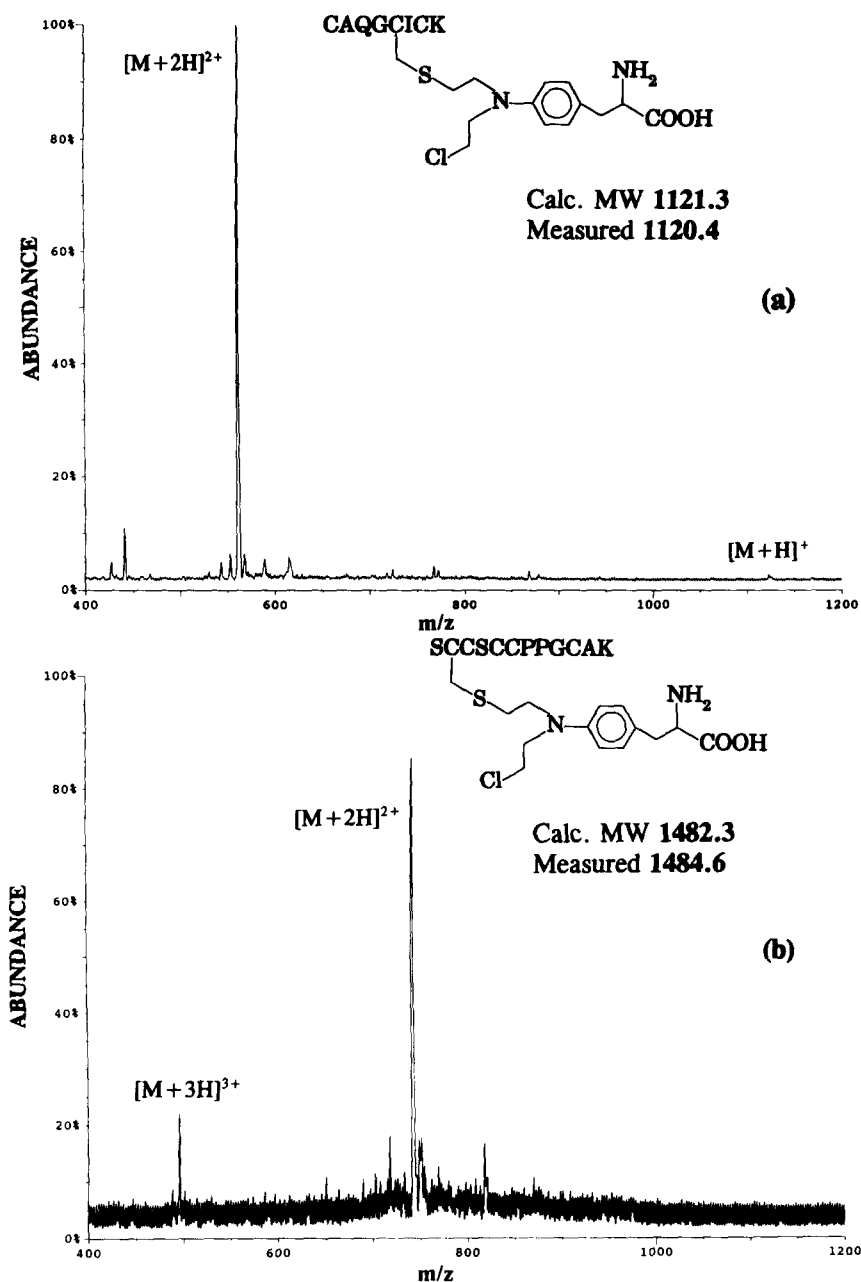 CAQGCICK
100%
[M+2H]2+
S
N
NH2
COOH
Cl
80%
Calc. MW 1121.3
Measured 1120.4
60%
(a)
ABUNDANCE
40%
20%
[M+H]+
0%
400
600
800
1000
1200
m/z
SCCSCCPPGCAK
100%
S
N
NH2
COOH
Cl
80%
[M+2H]2+
Calc. MW 1482.3
Measured 1484.6
60%
(b)
ABUNDANCE
40%
[M+3H]3+
20%
0%
400
600
800
1000
1200
m/z